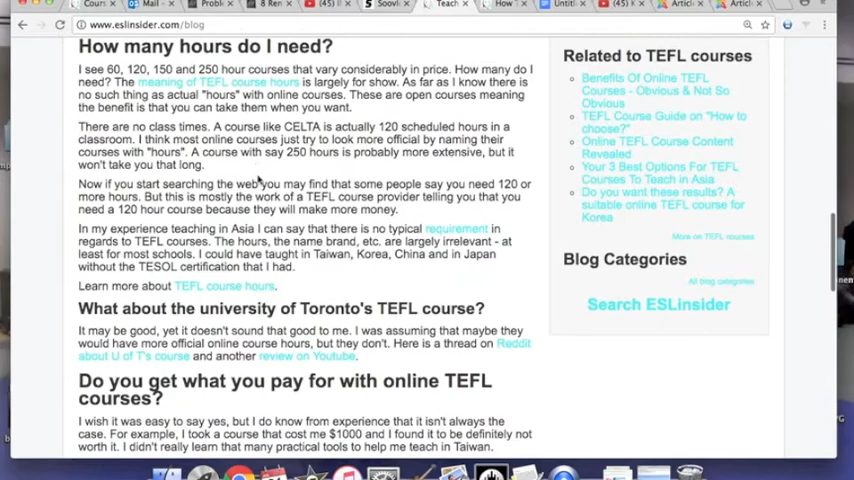 Cours
Mail -
Proble
8 Ren
(45) li
Soovle
Teach
How T
Untitl
(45) K
Article
Article
www.eslinsider.com/blog
How many hours do I need?
I see 60, 120, 150 and 250 hour courses that vary considerably in price. How many do I
need? The meaning of TEFL course hours is largely for show. As far as I know there is
no such thing as actual "hours" with online courses. These are open courses meaning
the benefit is that you can take them when you want.
There are no class times. A course like CELTA is actually 120 scheduled hours in a
classroom. I think most online courses just try to look more official by naming their
courses with "hours". A course with say 250 hours is probably more extensive, but it
won't take you that long.
Now if you start searching the web you may find that some people say you need 120 or
more hours. But this is mostly the work of a TEFL course provider telling you that you
need a 120 hour course because they will make more money.
In my experience teaching in Asia I can say that there is no typical requirement in
regards to TEFL courses. The hours, the name brand, etc. are largely irrelevant - at
least for most schools. I could have taught in Taiwan, Korea, China and in Japan
without the TESOL certification that I had.
Learn more about TEFL course hours.
What about the university of Toronto's TEFL course?
It may be good, yet it doesn't sound that good to me. I was assuming that maybe they
would have more official online course hours, but they don't. Here is a thread on Reddit
about U of T's course and another review on Youtube.
Do you get what you pay for with online TEFL
courses?
I wish it was easy to say yes, but I do know from experience that it isn't always the
case. For example, I took a course that cost me $1000 and I found it to be definitely not
worth it. I didn't really learn that many practical tools to help me teach in Taiwan.
Related to TEFL courses
Benefits Of Online TEFL
Courses - Obvious & Not So
Obvious
TEFL Course Guide on "How to
choose?"
Online TEFL Course Content
Revealed
Your 3 Best Options For TEFL
Courses To Teach in Asia
Do you want these results? A
suitable online TEFL course for
Korea
More on TEFL courses
Blog Categories
All blog categories
Search ESLinsider